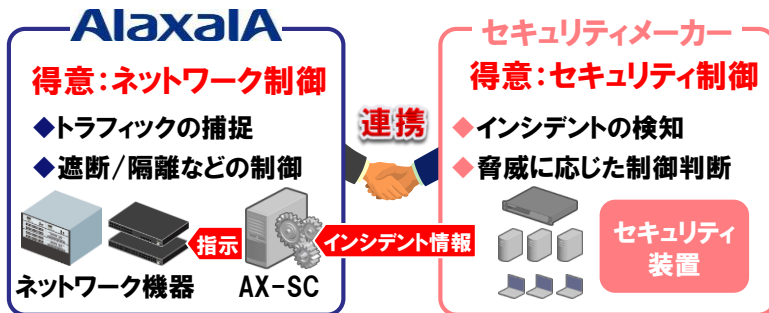 AlaxalA
得意：ネットワーク制御
◆トラフィックの捕捉
◆遮断/隔離などの制御
指示
ネットワーク機器
AX-SC
連携
インシデント情報
セキュリティメーカー
得意：セキュリティ制御
◆インシデントの検知
◆脅威に応じた制御判断
セキュリティ
装置